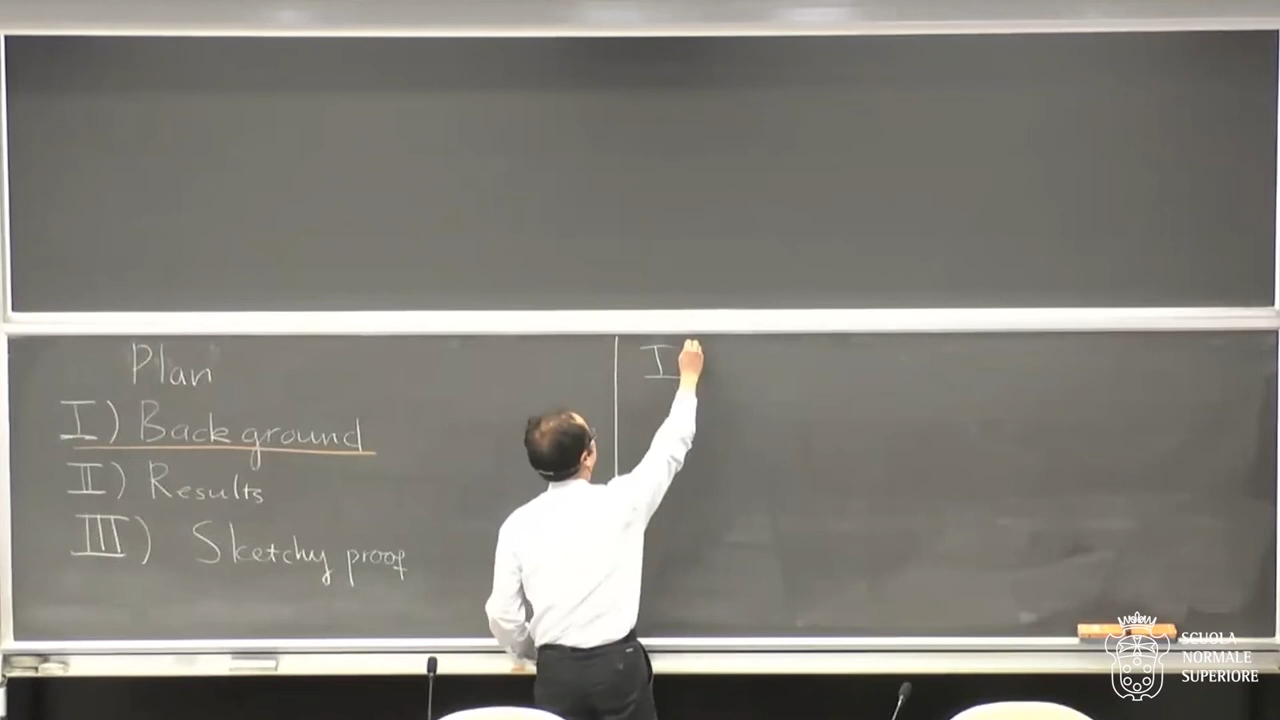 Plan
I) Background
II) Results
III) Sketchy proof
I
SCUOLA
NORMALE
SUPERIORE